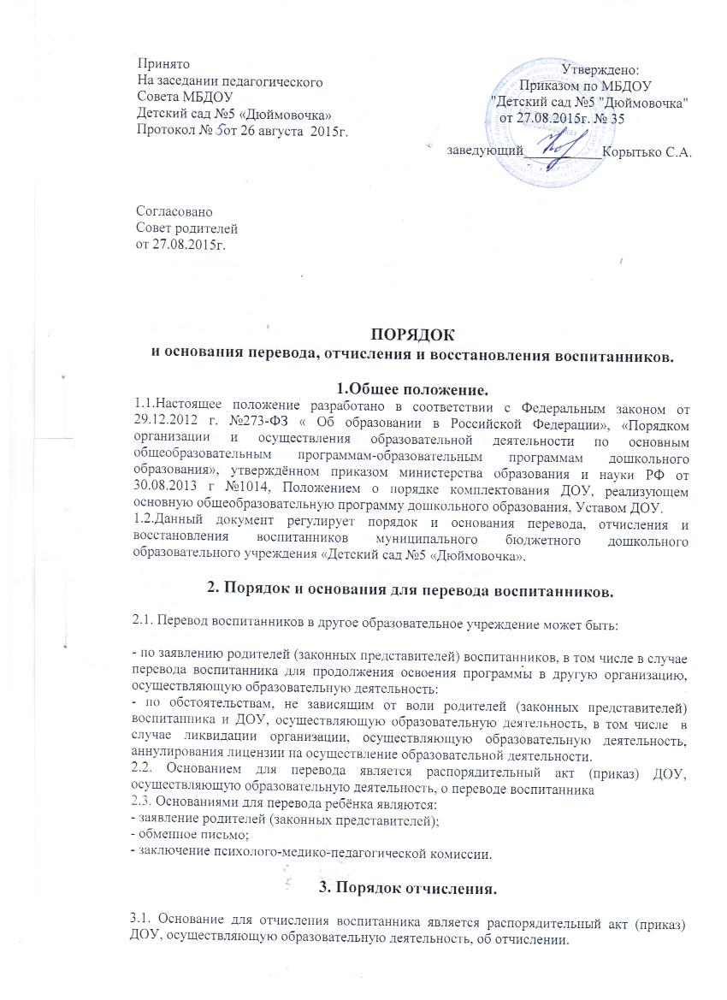 Принято
На заседании педагогического
Совета МБДОУ
Детский сад №5 «Дюймовочка»
Протокол № 5от 26 августа 2015г.
Утверждено:
Приказом по МБДОУ
"Детский сад №5 "Дюймовочка"
от 27.08.2015г. № 35
заведующий____________Корытько С.А.
Согласовано
Совет родителей
от 27.08.2015г.
ПОРЯДОК
и основания перевода, отчисления и восстановления воспитанников.
1.Общее положение.
1.1.Настоящее положение разработано в соответствии с Федеральным законом от
29.12.2012 г. №273-ФЗ « Об образовании в Российской Федерации», «Порядком
организации и осуществления образовательной деятельности по основным
общеобразовательным программам-образовательным программам дошкольного
образования», утверждённом приказом министерства образования и науки РФ от
30.08.2013 г №1014, Положением о порядке комплектования ДОУ, реализующем
основную общеобразовательную программу дошкольного образования, Уставом ДОУ.
1.2.Данный документ регулирует порядок и основания перевода, отчисления и
восстановления воспитанников муниципального бюджетного дошкольного
образовательного учреждения «Детский сад №5 «Дюймовочка».
2. Порядок и основания для перевода воспитанников.
2.1. Перевод воспитанников в другое образовательное учреждение может быть:
- по заявлению родителей (законных представителей) воспитанников, в том числе в случае
перевода воспитанника для продолжения освоения программы в другую организацию,
осуществляющую образовательную деятельность:
- по обстоятельствам, не зависящим от воли родителей (законных представителей)
воспитанника и ДОУ, осуществляющую образовательную деятельность, в том числе в
случае ликвидации организации, осуществляющую образовательную деятельность,
аннулирования лицензии на осуществление образовательной деятельности.
2.2. Основанием для перевода является распорядительный акт (приказ) ДОУ,
осуществляющую образовательную деятельность, о переводе воспитанника
2.3. Основаниями для перевода ребёнка являются:
- заявление родителей (законных представителей);
- обменное письмо;
- заключение психолого-медико-педагогической комиссии.
3. Порядок отчисления.
3.1. Основание для отчисления воспитанника является распорядительный акт (приказ)
ДОУ, осуществляющую образовательную деятельность, об отчислении.